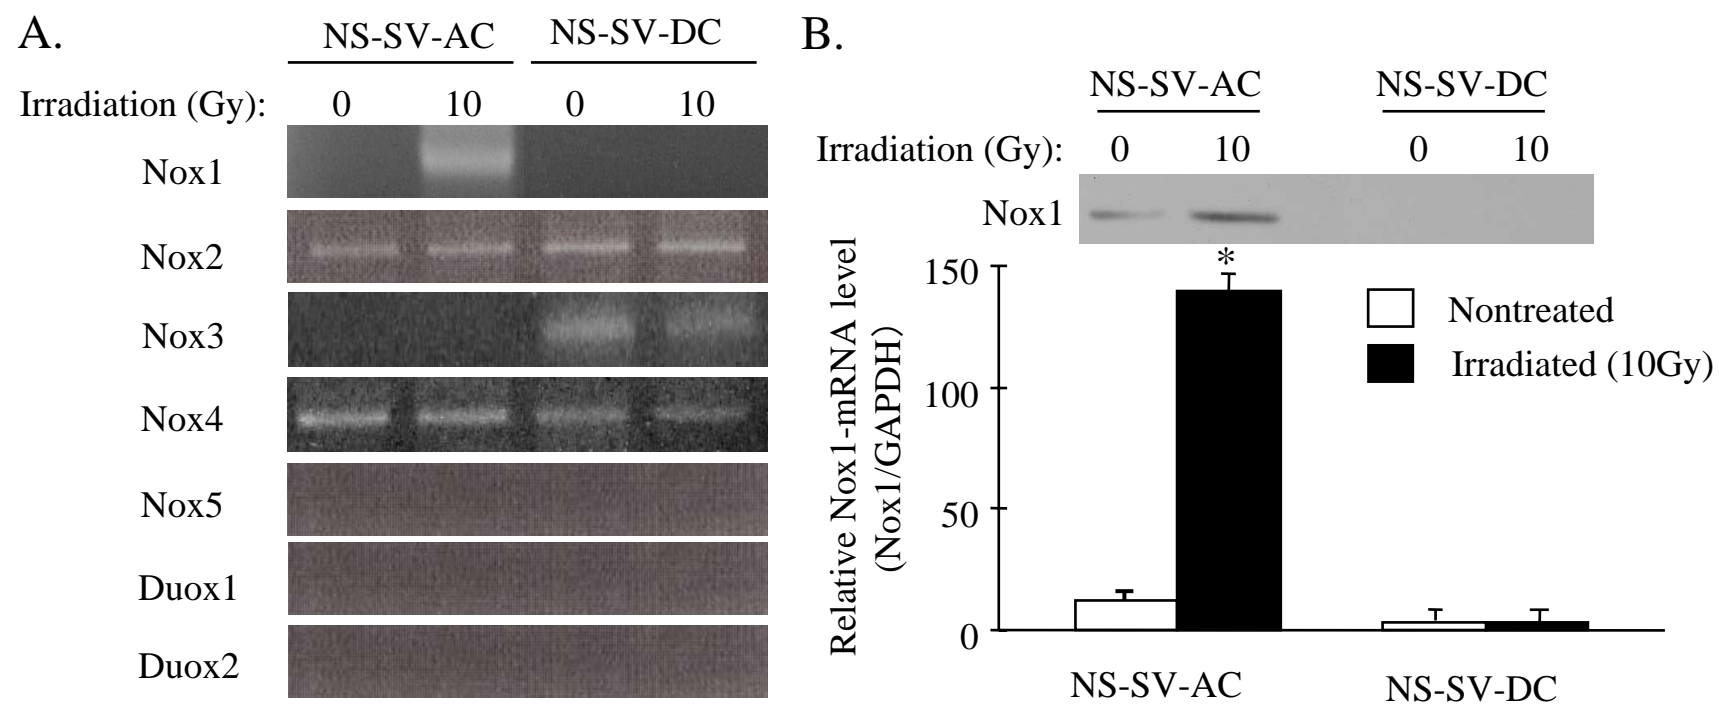 A.
NS-SV-AC NS-SV-DC
Irradiation (Gy): 0 10 0 10
Nox1
Nox2
Nox3
Nox4
Nox5
Duox1
Duox2
B.
NS-SV-AC NS-SV-DC
Irradiation (Gy): 0 10 0 10
Nox1
Relative Nox1-mRNA level
(Nox1/GAPDH)
150
100
50
0
*
Nontreated
Irradiated (10Gy)
NS-SV-AC NS-SV-DC